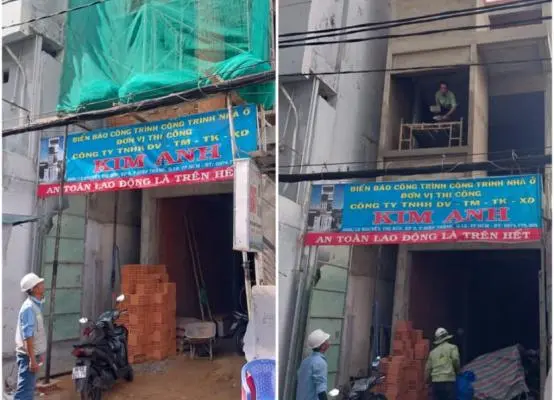 BIỂN BÁO CÔNG TRÌNH CÔNG TRÌNH NHÀ Ở
ĐƠN VỊ THI CÔNG
CÔNG TY TNHH DV - TM - TK - XD
KIM ANH
AN TOÀN LAO ĐỘNG LÀ TRÊN HẾT
BIỂN BÁO CÔNG TRÌNH CÔNG TRÌNH NHÀ Ở
ĐƠN VỊ THI CÔNG
CÔNG TY TNHH DV - TM - TK - XD
KIM ANH
AN TOÀN LAO ĐỘNG LÀ TRÊN HẾT